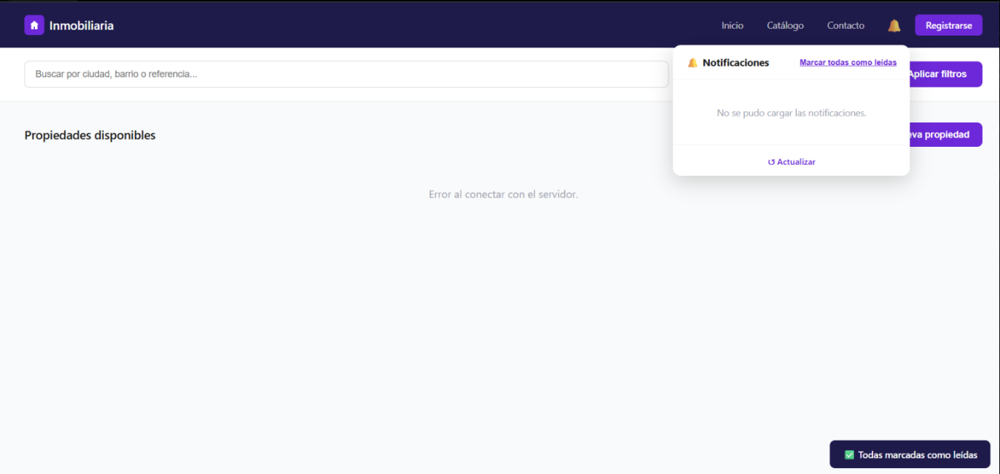 Inmobiliaria
Inicio Catálogo Contacto 🔔 Registrarse
Buscar por ciudad, barrio o referencia...
🔔 Notificaciones Marcar todas como leídas
Aplicar filtros
No se pudo cargar las notificaciones.
Propiedades disponibles
propiedad
↺ Actualizar
Error al conectar con el servidor.
✅ Todas marcadas como leídas